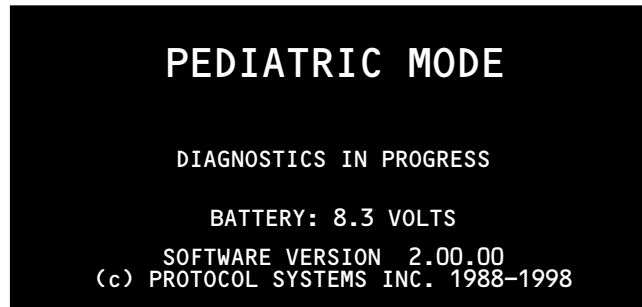 PEDIATRIC MODE
DIAGNOSTICS IN PROGRESS
BATTERY: 8.3 VOLTS
SOFTWARE VERSION 2.00.00
(c) PROTOCOL SYSTEMS INC. 1988–1998